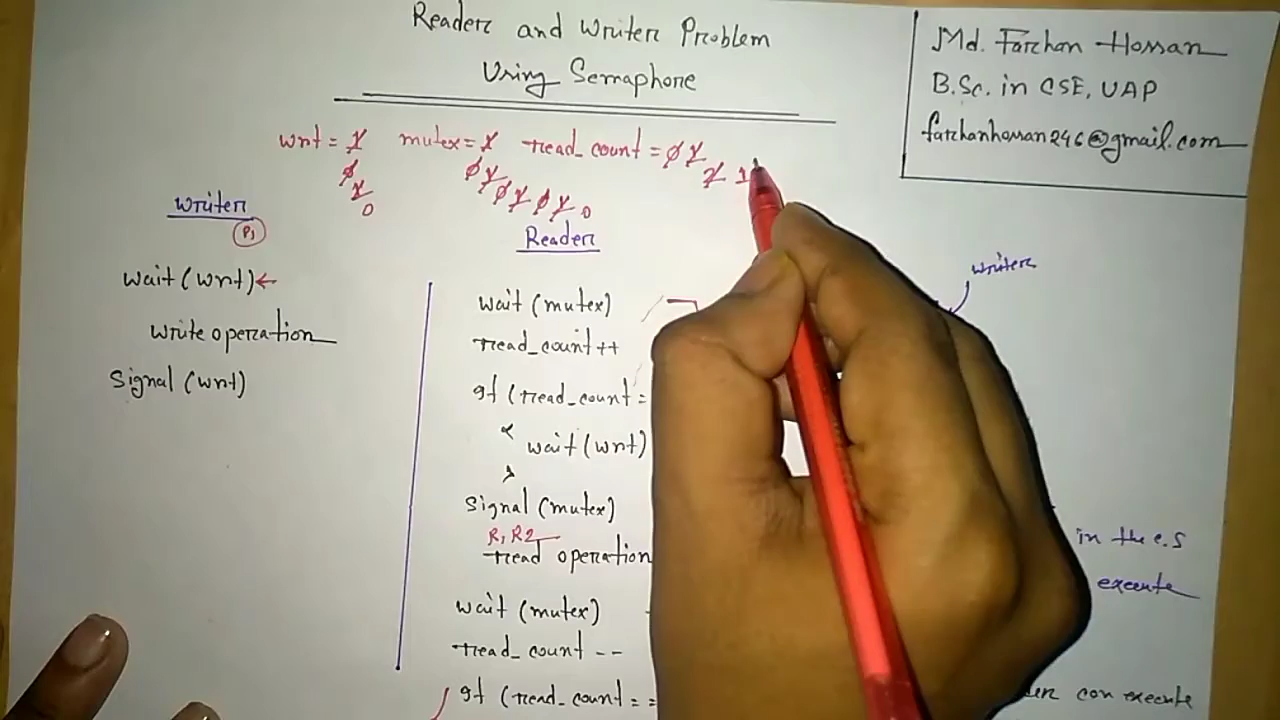 Reader and Writer Problem
Using Semaphore
Md. Farhan Hossan
B.Sc. in CSE, UAP
farhanhossan246@gmail.com
wrt = 1 mutex = 1 read_count = 0 1
0 1 0
0 1 0 1 0 1 0
2 1
Writer
P1
wait (wrt) ←
write operation
Signal (wrt)
Reader
wait (mutex)
read_count ++
If (read_count =
{ wait (wrt)
}
Signal (mutex)
R1 R2
read operation
wait (mutex)
read_count --
If (read_count = =
writer
in the c.s
execute
can execute